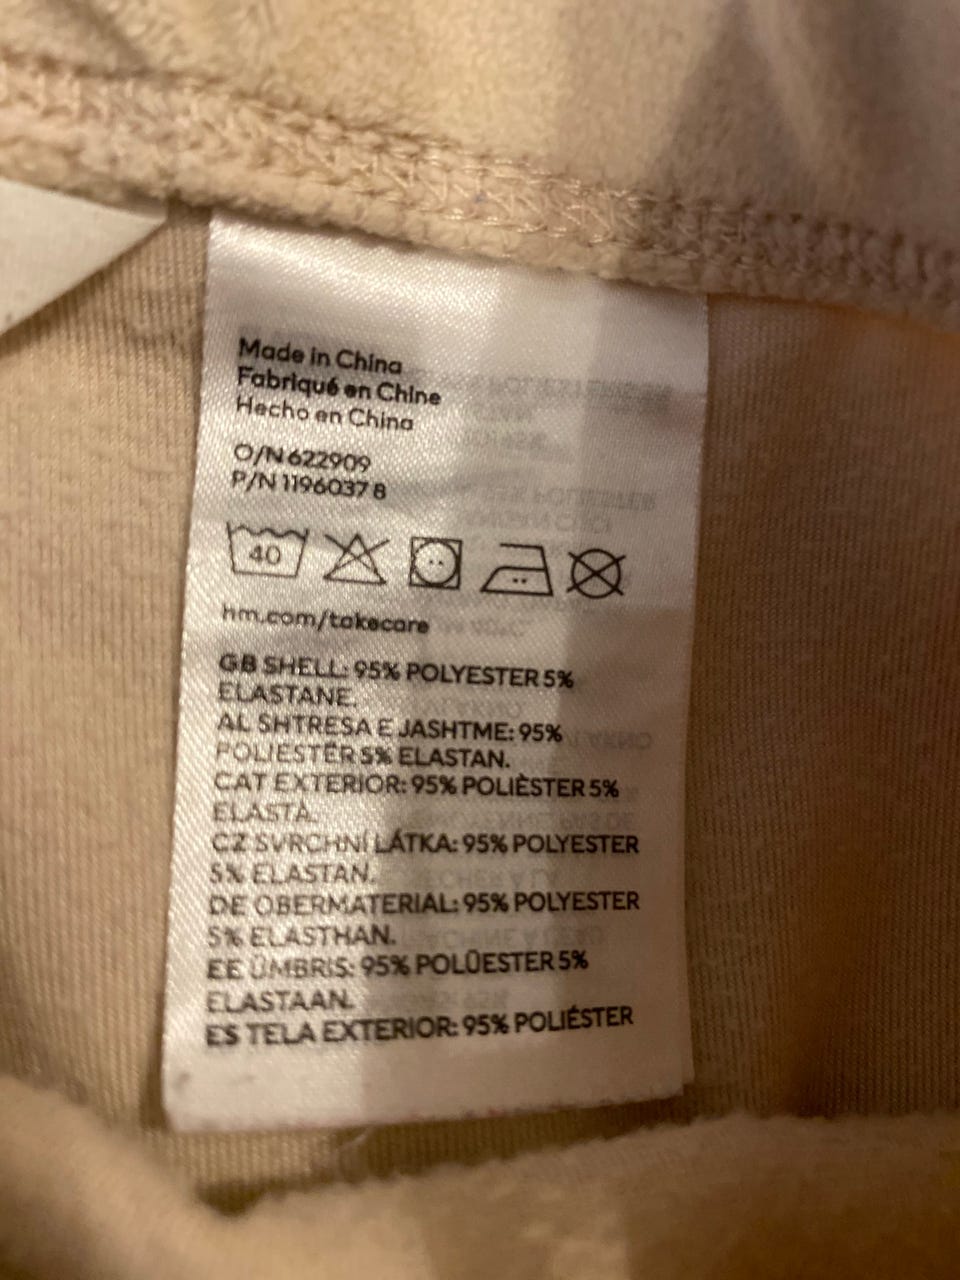 Made in China
Fabriqué en Chine
Hecho en China
O/N 622909
P/N 1196037 8
40
hm.com/takecare
GB SHELL: 95% POLYESTER 5%
ELASTANE.
AL SHTRESA E JASHTME: 95%
POLIESTËR 5% ELASTAN.
CAT EXTERIOR: 95% POLIÈSTER 5%
ELASTÀ.
CZ SVRCHNÍ LÁTKA: 95% POLYESTER
5% ELASTAN.
DE OBERMATERIAL: 95% POLYESTER
5% ELASTHAN.
EE ÜMBRIS: 95% POLÜESTER 5%
ELASTAAN.
ES TELA EXTERIOR: 95% POLIÉSTER